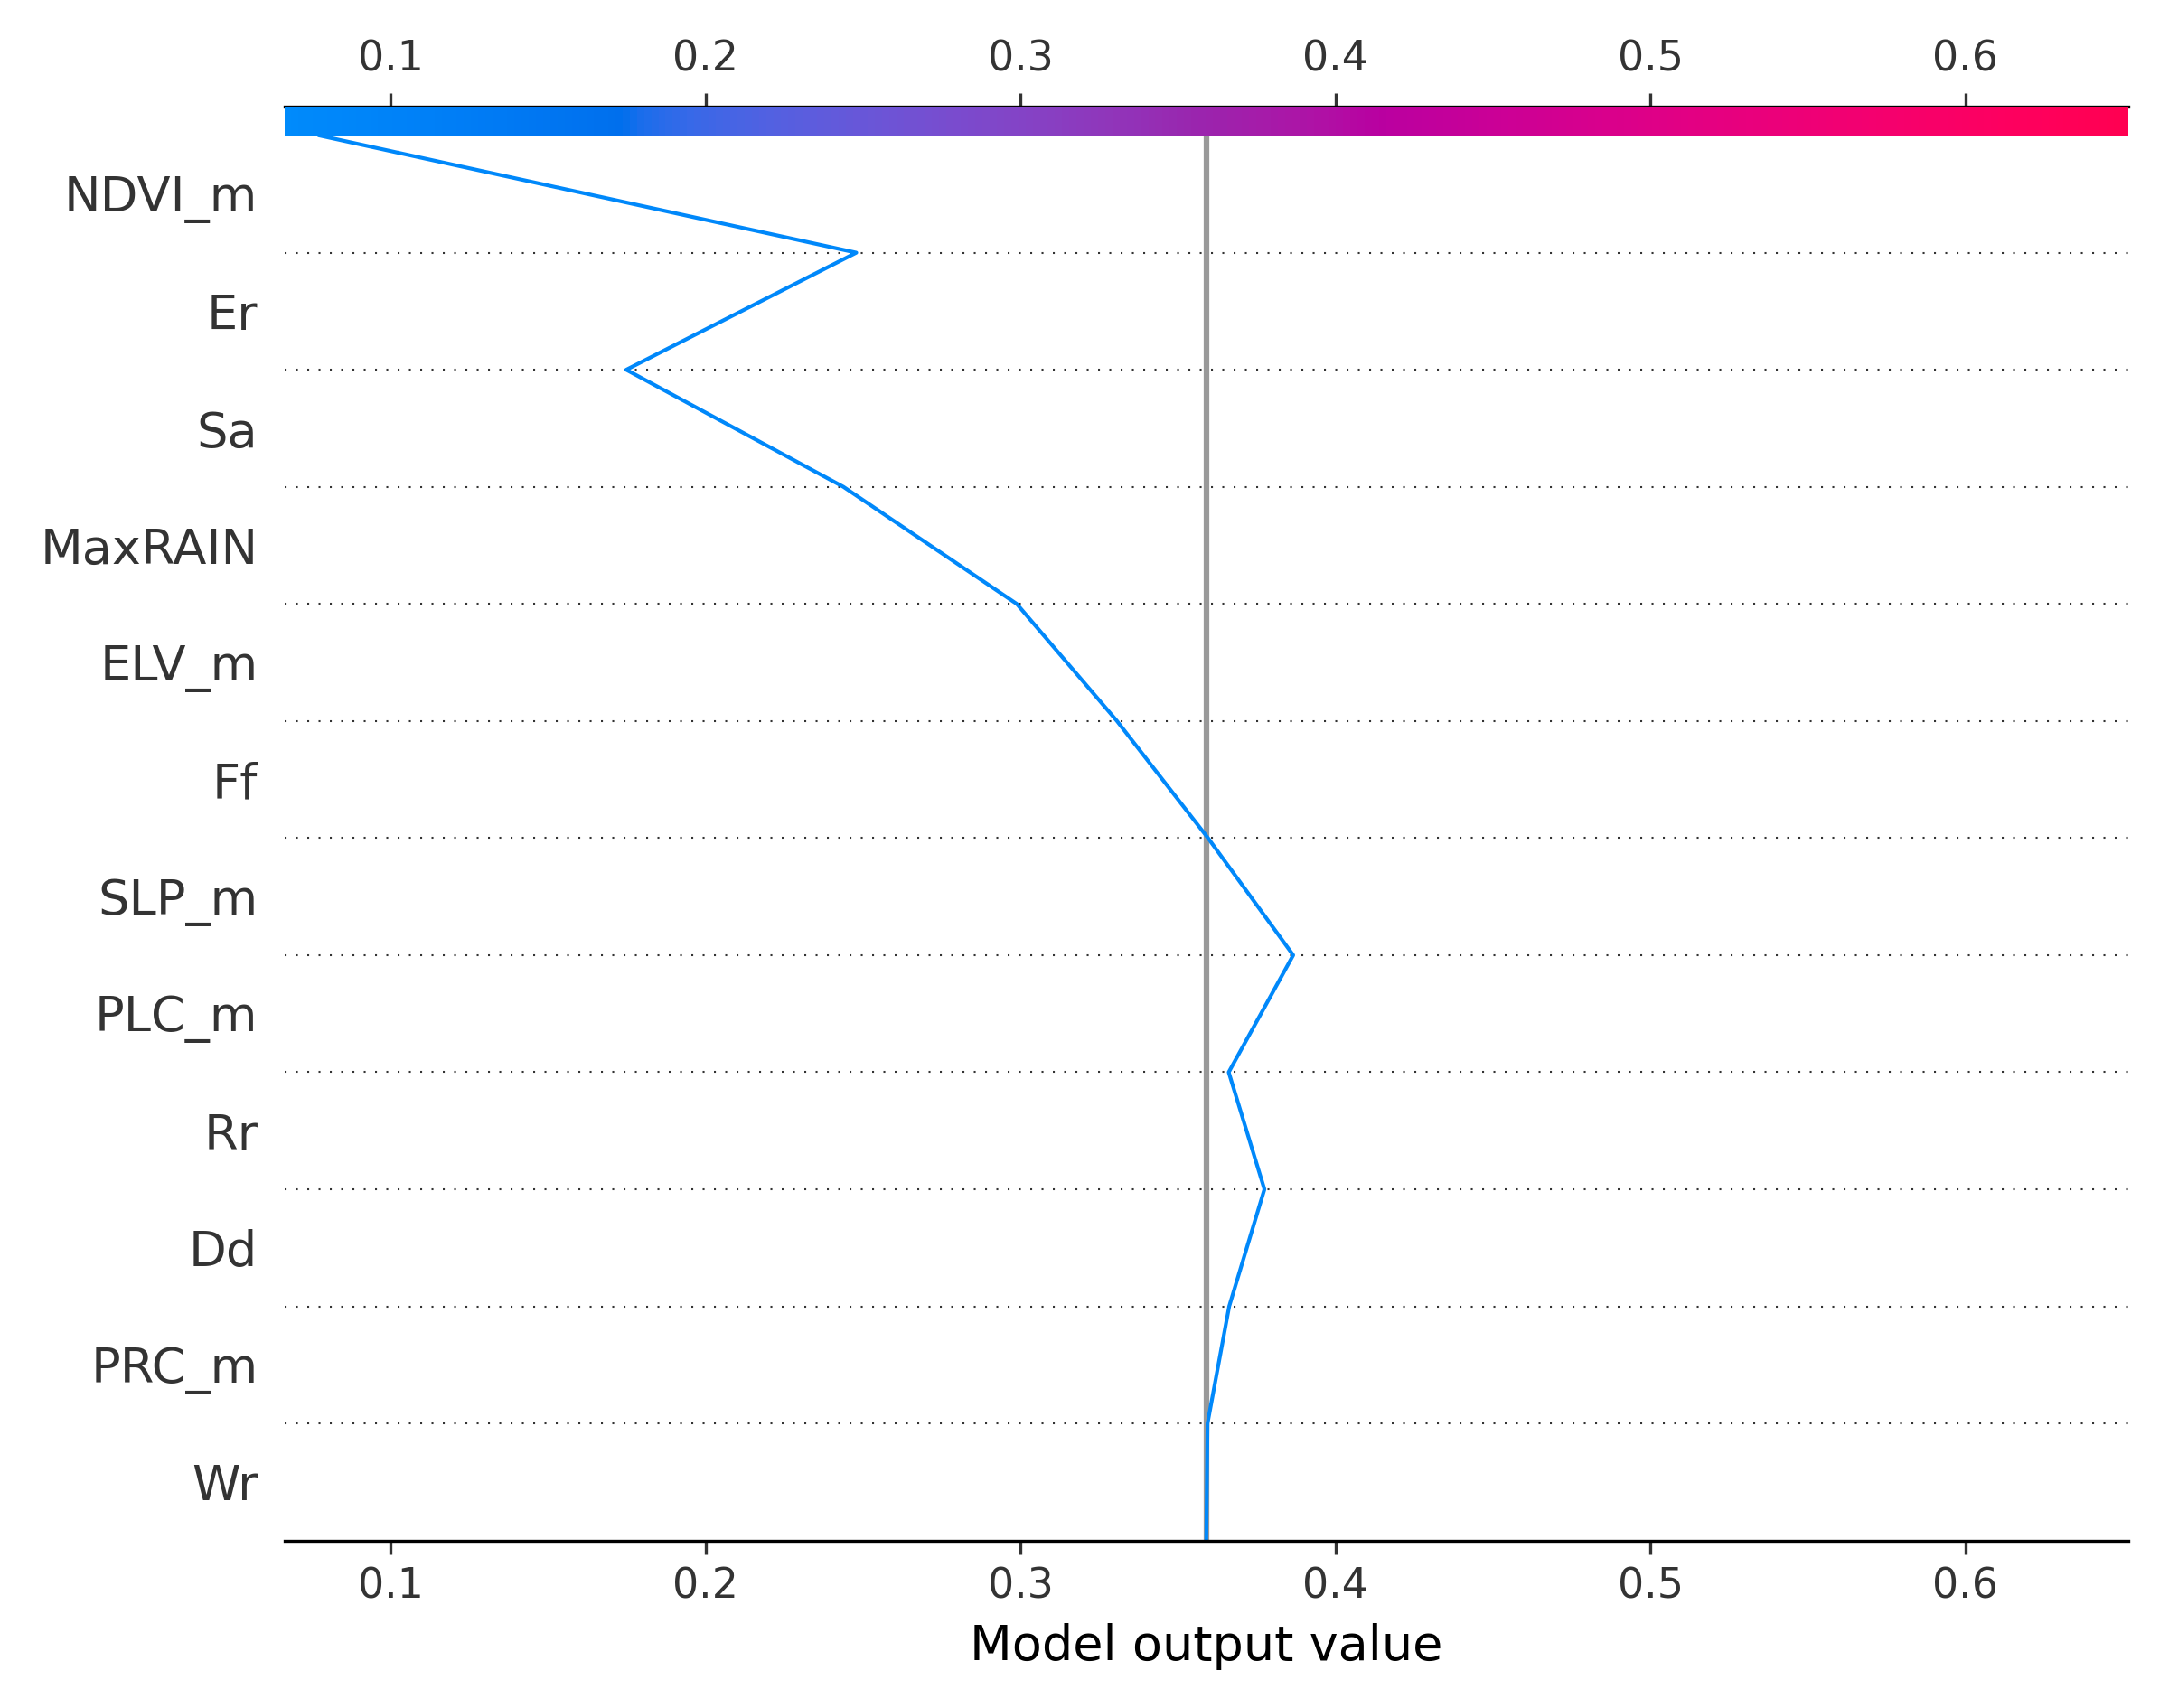 0.1 0.2 0.3 0.4 0.5 0.6
NDVI_m
Er
Sa
MaxRAIN
ELV_m
Ff
SLP_m
PLC_m
Rr
Dd
PRC_m
Wr
0.1 0.2 0.3 0.4 0.5 0.6
Model output value